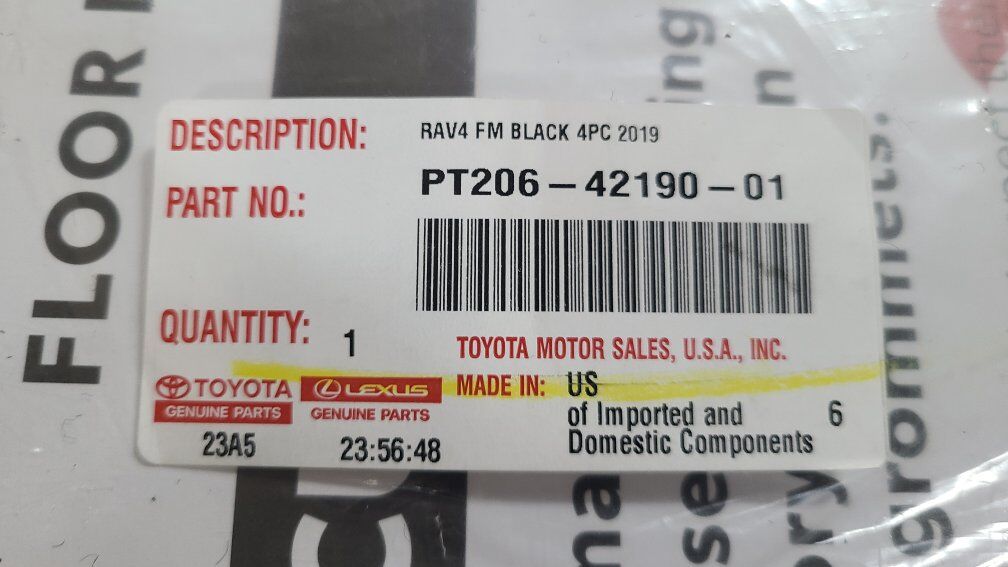 FLOOR
DESCRIPTION: RAV4 FM BLACK 4PC 2019
PART NO.: PT206-42190-01
QUANTITY: 1
TOYOTA MOTOR SALES, U.S.A., INC.
TOYOTA LEXUS MADE IN: US
GENUINE PARTS GENUINE PARTS of Imported and 6
23A5 23:56:48 Domestic Components
grommets.